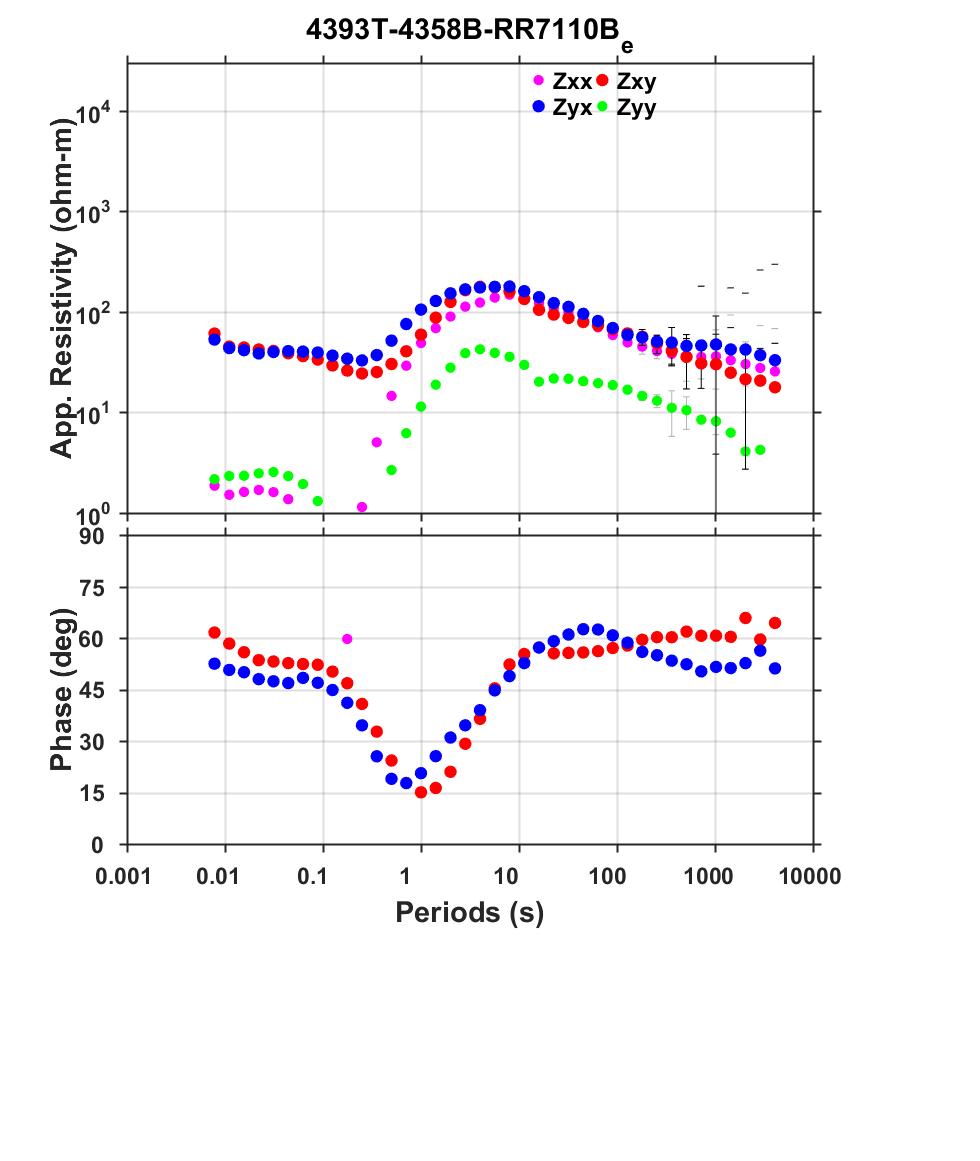 4393T-4358B-RR7110Be
Zxx Zxy
Zyx Zyy
10^4
10^3
10^2
10^1
10^0
App. Resistivity (ohm-m)
90
75
60
45
30
15
0
Phase (deg)
0.001 0.01 0.1 1 10 100 1000 10000
Periods (s)